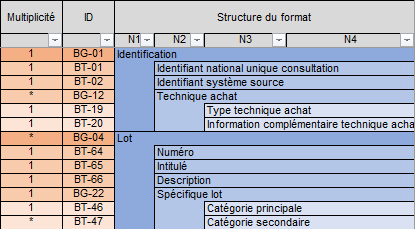 Multiplicité ID Structure du format
N1 N2 N3 N4
1 BG-01 Identification
1 BT-01 Identifiant national unique consultation
1 BT-02 Identifiant système source
* BG-12 Technique achat
1 BT-19 Type technique achat
1 BT-20 Information complémentaire technique acha
* BG-04 Lot
1 BT-64 Numéro
1 BT-65 Intitulé
1 BT-66 Description
1 BG-22 Spécifique lot
1 BT-46 Catégorie principale
* BT-47 Catégorie secondaire